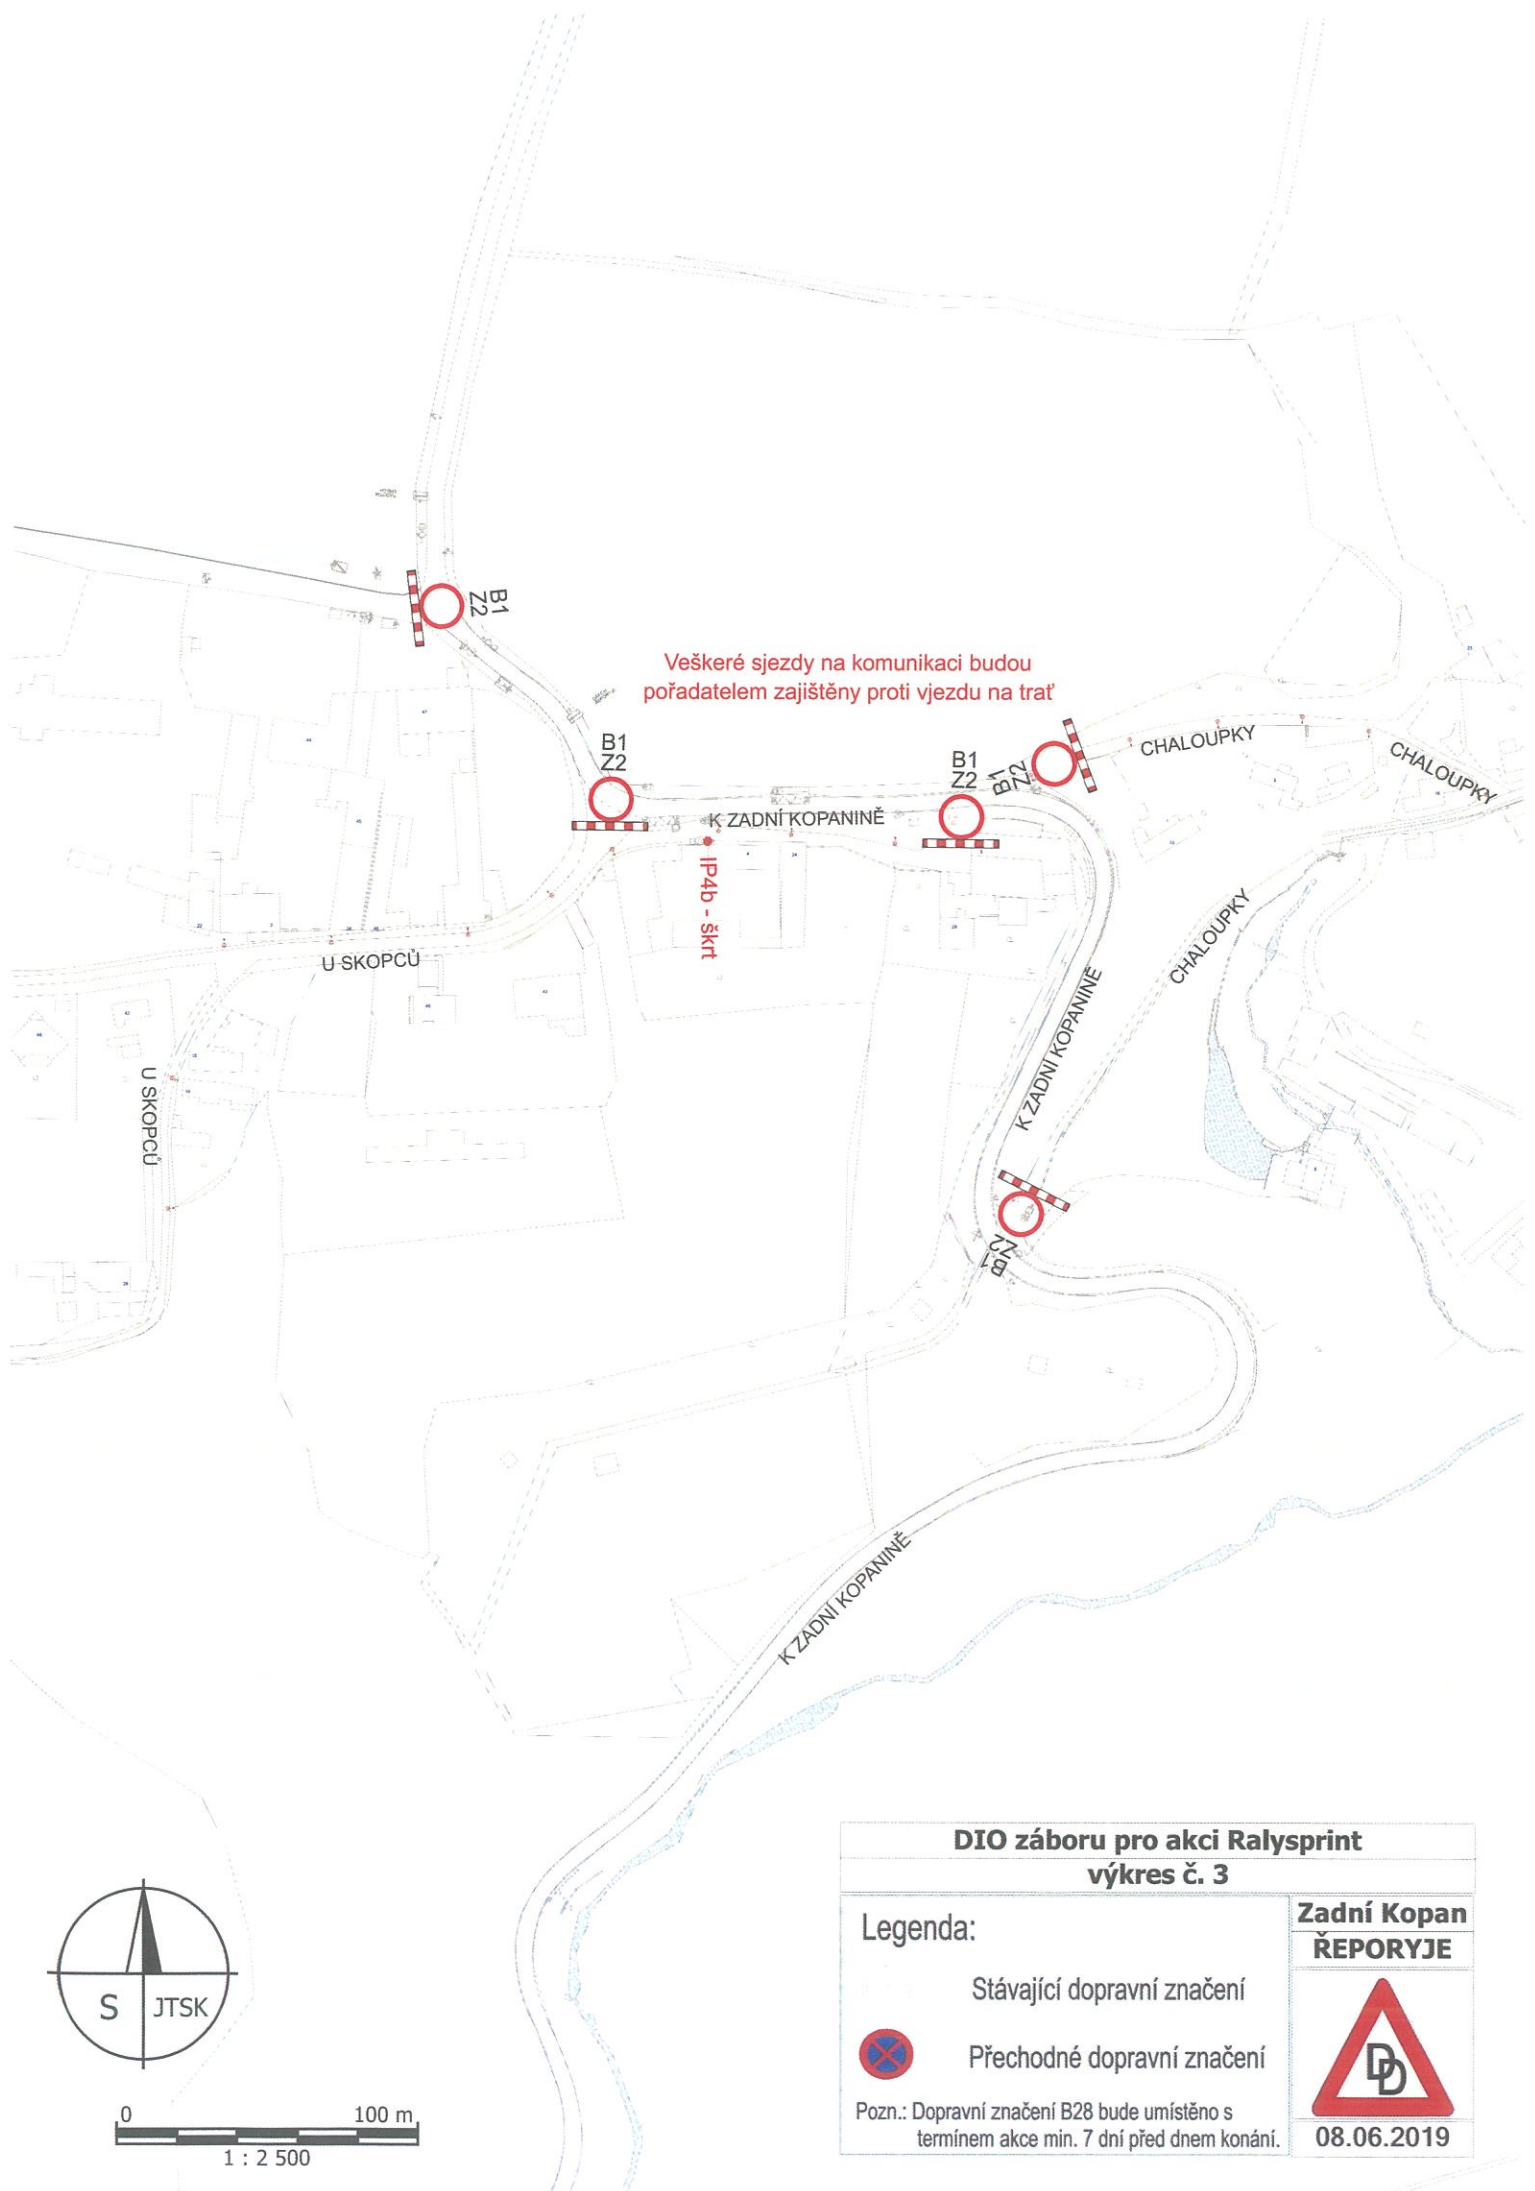 B1
Z2
Veškeré sjezdy na komunikaci budou
pořadatelem zajištěny proti vjezdu na trať
B1
Z2
B1
Z2
B1
Z2
CHALOUPKY
CHALOUPKY
K ZADNÍ KOPANINĚ
IP4b - škrt
U SKOPCŮ
CHALOUPKY
K ZADNÍ KOPANINĚ
U SKOPCŮ
B1
Z2
K ZADNÍ KOPANINĚ
DIO záboru pro akci Ralysprint
výkres č. 3
Legenda:
Stávající dopravní značení
Přechodné dopravní značení
Pozn.: Dopravní značení B28 bude umístěno s
termínem akce min. 7 dní před dnem konání.
Zadní Kopan
ŘEPORYJE
DD
08.06.2019
S JTSK
0 100 m
1 : 2 500